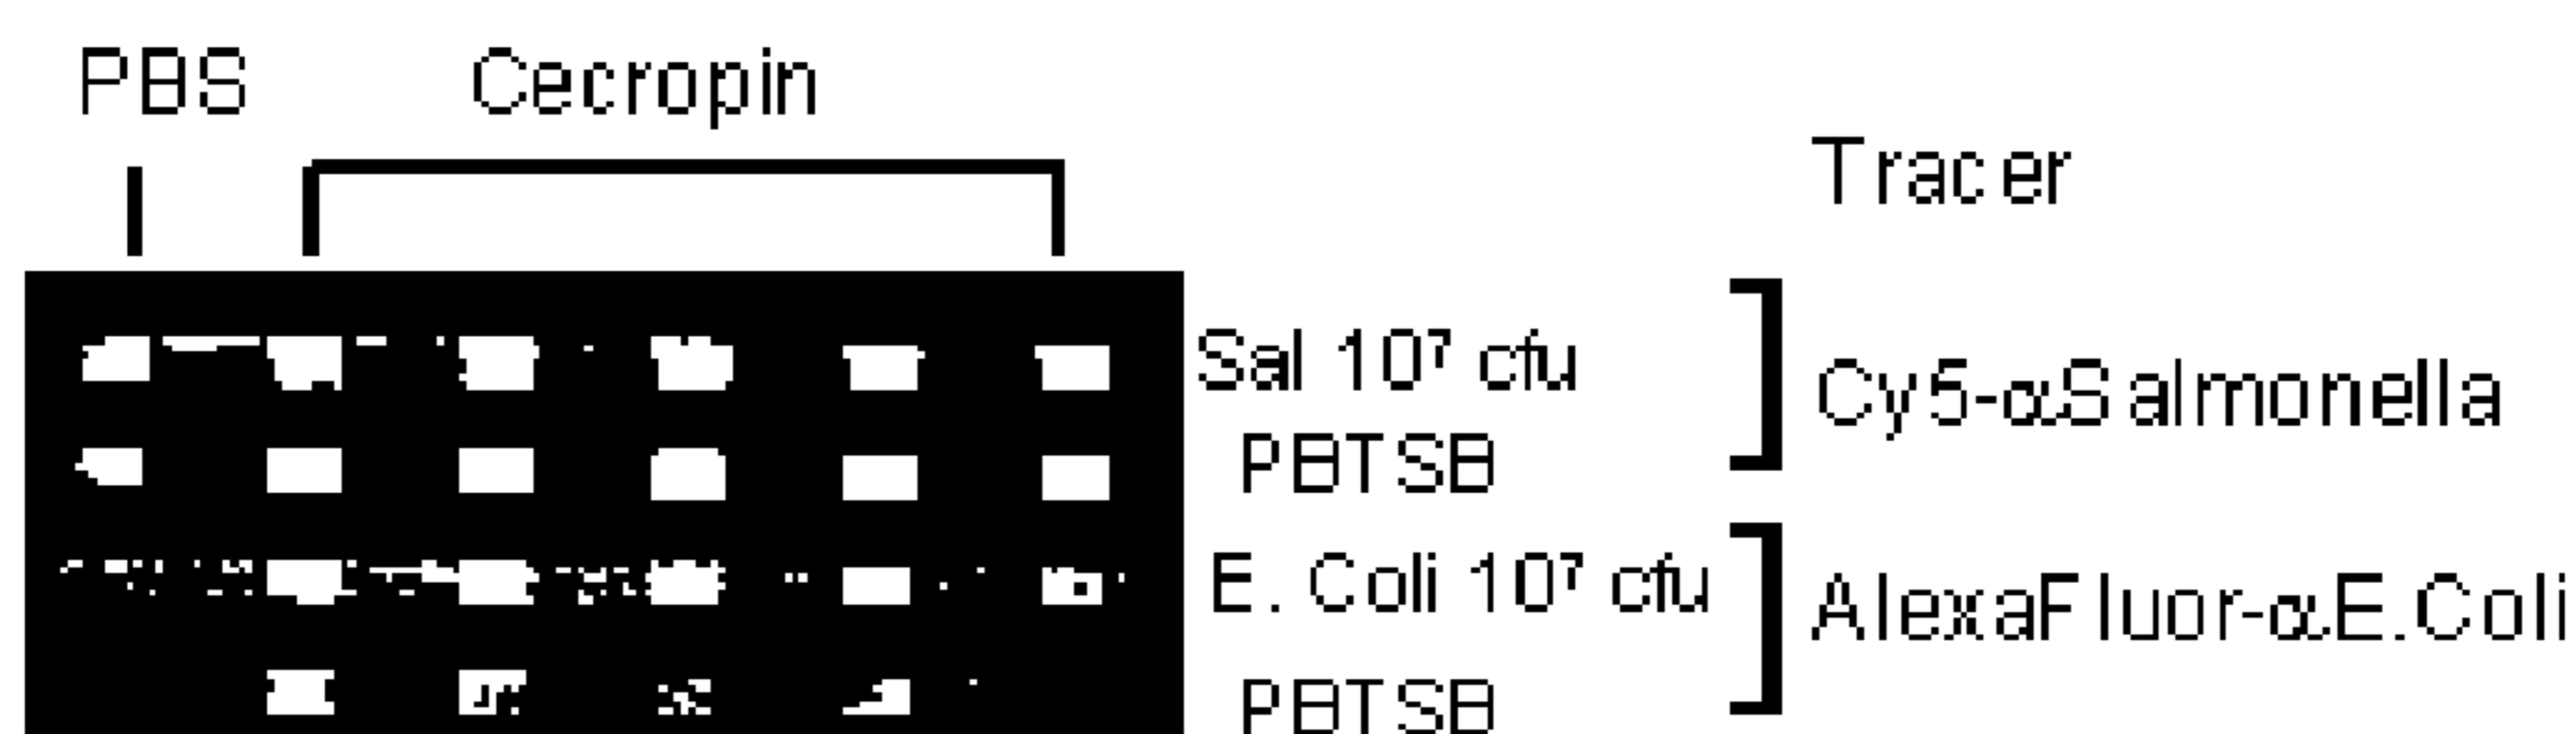 PBS Cecropin
Tracer
Sal 10⁷ cfu
Cy5-αSalmonella
PBTSB
E. Coli 10⁷ cfu
AlexaFluor-αE.Coli
PBTSB